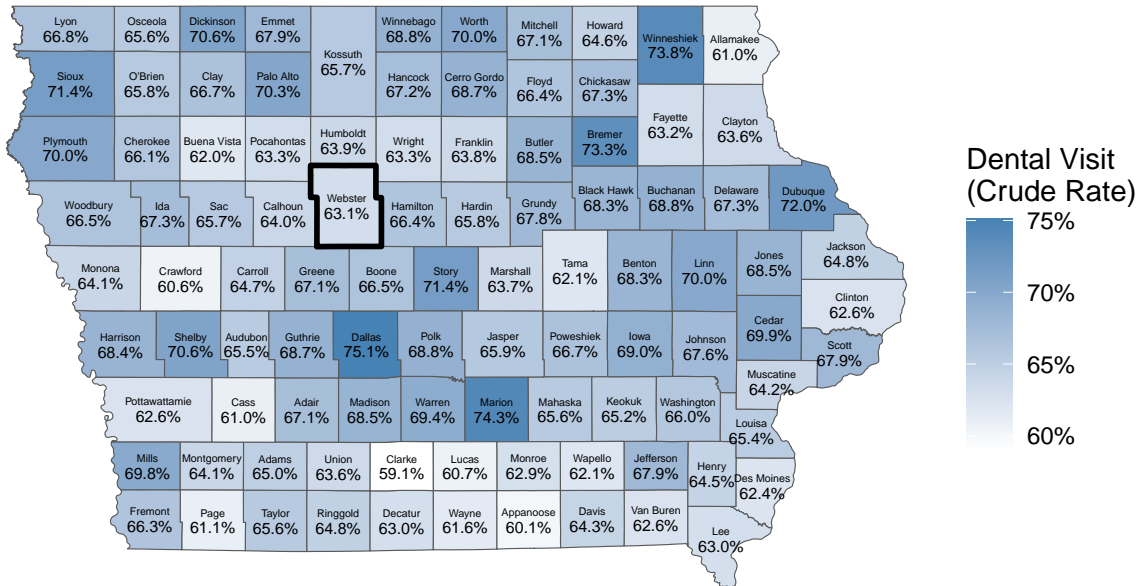 Lyon
66.8%
Osceola
65.6%
Dickinson
70.6%
Emmet
67.9%
Kossuth
65.7%
Winnebago
68.8%
Worth
70.0%
Mitchell
67.1%
Howard
64.6%
Winneshiek
73.8%
Allamakee
61.0%
Sioux
71.4%
O'Brien
65.8%
Clay
66.7%
Palo Alto
70.3%
Hancock
67.2%
Cerro Gordo
68.7%
Floyd
66.4%
Chickasaw
67.3%
Plymouth
70.0%
Cherokee
66.1%
Buena Vista
62.0%
Pocahontas
63.3%
Humboldt
63.9%
Wright
63.3%
Franklin
63.8%
Butler
68.5%
Bremer
73.3%
Fayette
63.2%
Clayton
63.6%
Woodbury
66.5%
Ida
67.3%
Sac
65.7%
Calhoun
64.0%
Webster
63.1%
Hamilton
66.4%
Hardin
65.8%
Grundy
67.8%
Black Hawk
68.3%
Buchanan
68.8%
Delaware
67.3%
Dubuque
72.0%
Monona
64.1%
Crawford
60.6%
Carroll
64.7%
Greene
67.1%
Boone
66.5%
Story
71.4%
Marshall
63.7%
Tama
62.1%
Benton
68.3%
Linn
70.0%
Jones
68.5%
Jackson
64.8%
Clinton
62.6%
Harrison
68.4%
Shelby
70.6%
Audubon
65.5%
Guthrie
68.7%
Dallas
75.1%
Polk
68.8%
Jasper
65.9%
Poweshiek
66.7%
Iowa
69.0%
Johnson
67.6%
Cedar
69.9%
Scott
67.9%
Muscatine
64.2%
Pottawattamie
62.6%
Cass
61.0%
Adair
67.1%
Madison
68.5%
Warren
69.4%
Marion
74.3%
Mahaska
65.6%
Keokuk
65.2%
Washington
66.0%
Louisa
65.4%
Mills
69.8%
Montgomery
64.1%
Adams
65.0%
Union
63.6%
Clarke
59.1%
Lucas
60.7%
Monroe
62.9%
Wapello
62.1%
Jefferson
67.9%
Henry
64.5%
Des Moines
62.4%
Fremont
66.3%
Page
61.1%
Taylor
65.6%
Ringgold
64.8%
Decatur
63.0%
Wayne
61.6%
Appanoose
60.1%
Davis
64.3%
Van Buren
62.6%
Lee
63.0%
Dental Visit
(Crude Rate)
75%
70%
65%
60%